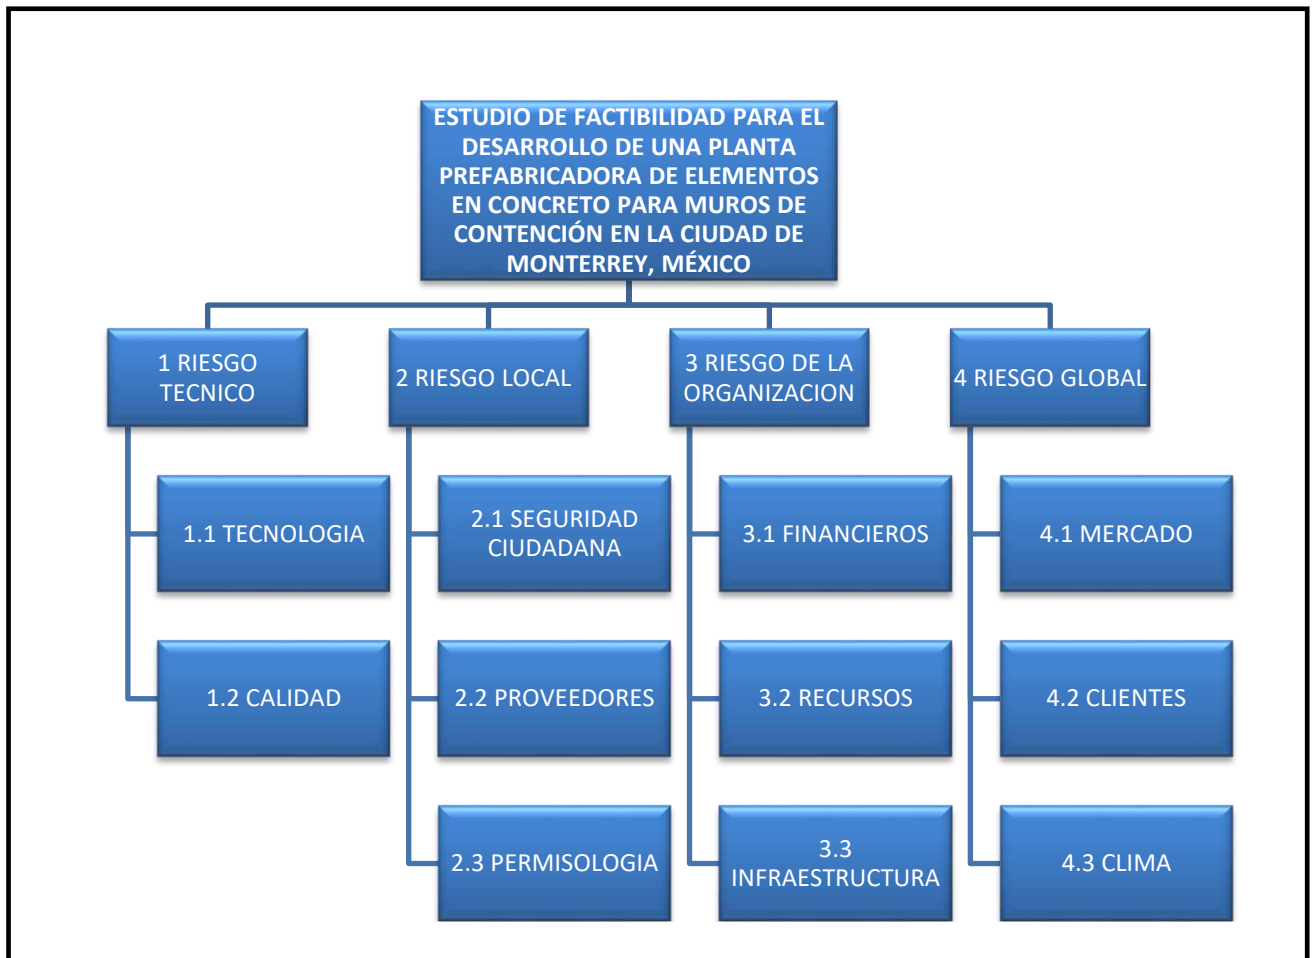 ESTUDIO DE FACTIBILIDAD PARA EL
DESARROLLO DE UNA PLANTA
PREFABRICADORA DE ELEMENTOS
EN CONCRETO PARA MUROS DE
CONTENCIÓN EN LA CIUDAD DE
MONTERREY, MÉXICO
1 RIESGO
TECNICO
2 RIESGO LOCAL
3 RIESGO DE LA
ORGANIZACION
4 RIESGO GLOBAL
1.1 TECNOLOGIA
2.1 SEGURIDAD
CIUDADANA
3.1 FINANCIEROS
4.1 MERCADO
1.2 CALIDAD
2.2 PROVEEDORES
3.2 RECURSOS
4.2 CLIENTES
2.3 PERMISOLOGIA
3.3
INFRAESTRUCTURA
4.3 CLIMA